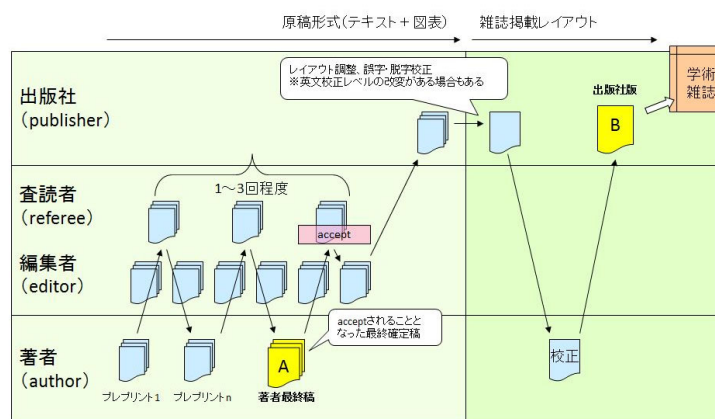 原稿形式(テキスト+図表)
雑誌掲載レイアウト
レイアウト調整、誤字・脱字校正
※英文校正レベルの改変がある場合もある
出版社
(publisher)
出版社版
B
学術
雑誌
1~3回程度
査読者
(referee)
accept
編集者
(editor)
acceptされることと
なった最終確定稿
著者
(author)
A
校正
プレプリント1
プレプリントn
著者最終稿